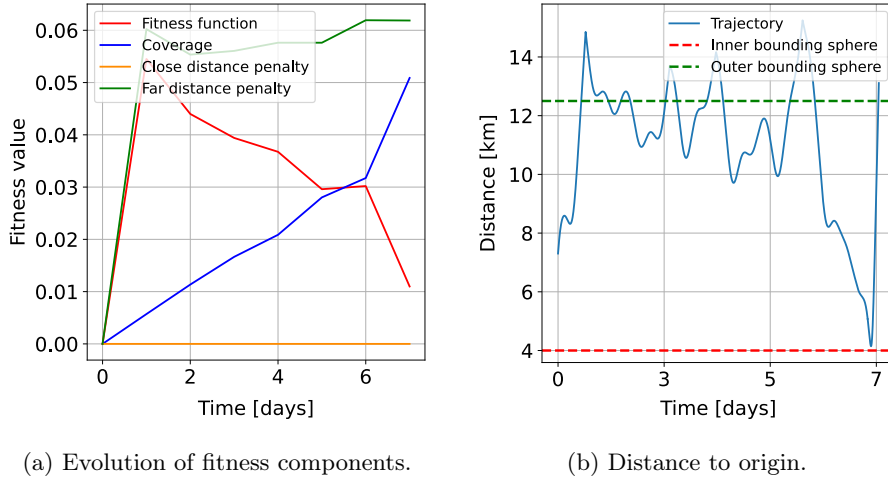 Fitness function
Coverage
Close distance penalty
Far distance penalty
0.06
0.05
0.04
0.03
0.02
0.01
0.00
Fitness value
0 2 4 6
Time [days]
(a) Evolution of fitness components.
Trajectory
Inner bounding sphere
Outer bounding sphere
14
12
10
8
6
4
Distance [km]
0 3 5 7
Time [days]
(b) Distance to origin.